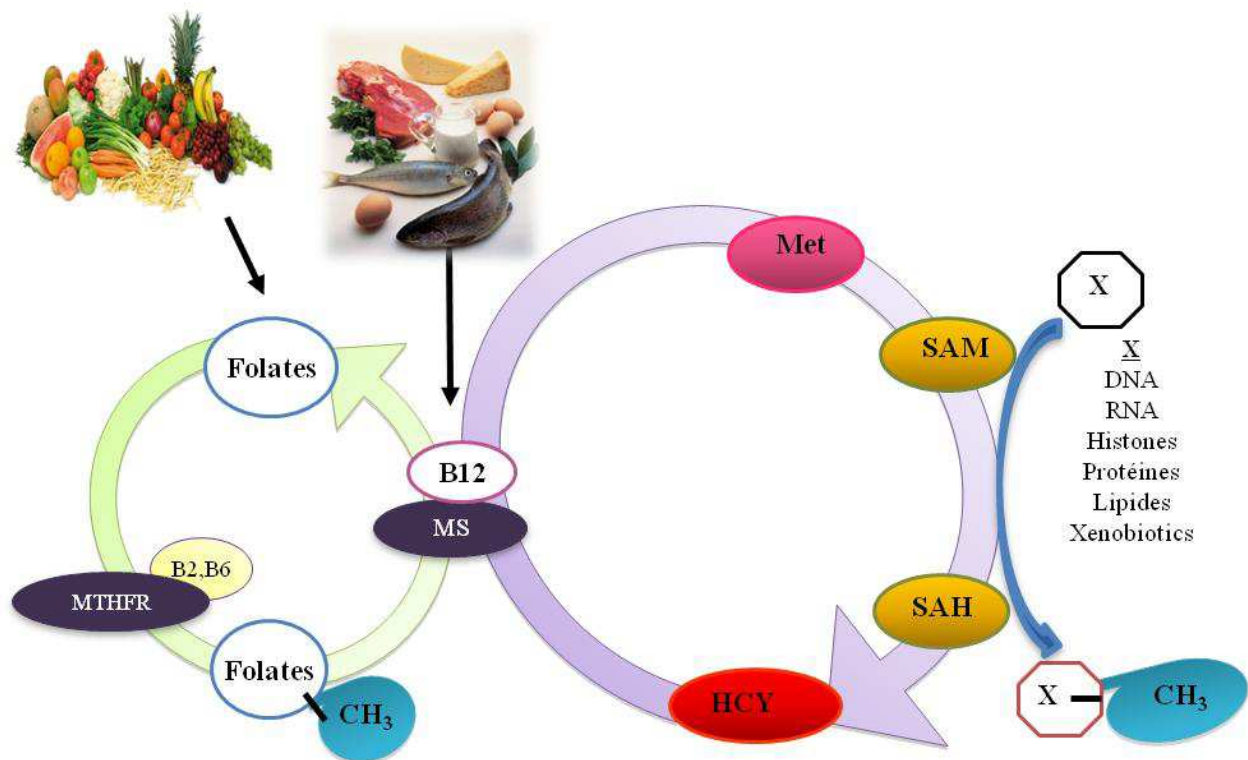 Met
X
SAM
Folates
X
DNA
RNA
Histones
Protéines
Lipides
Xenobiotics
B12
MS
B2,B6
MTHFR
SAH
Folates
CH₃
HCY
X
CH₃